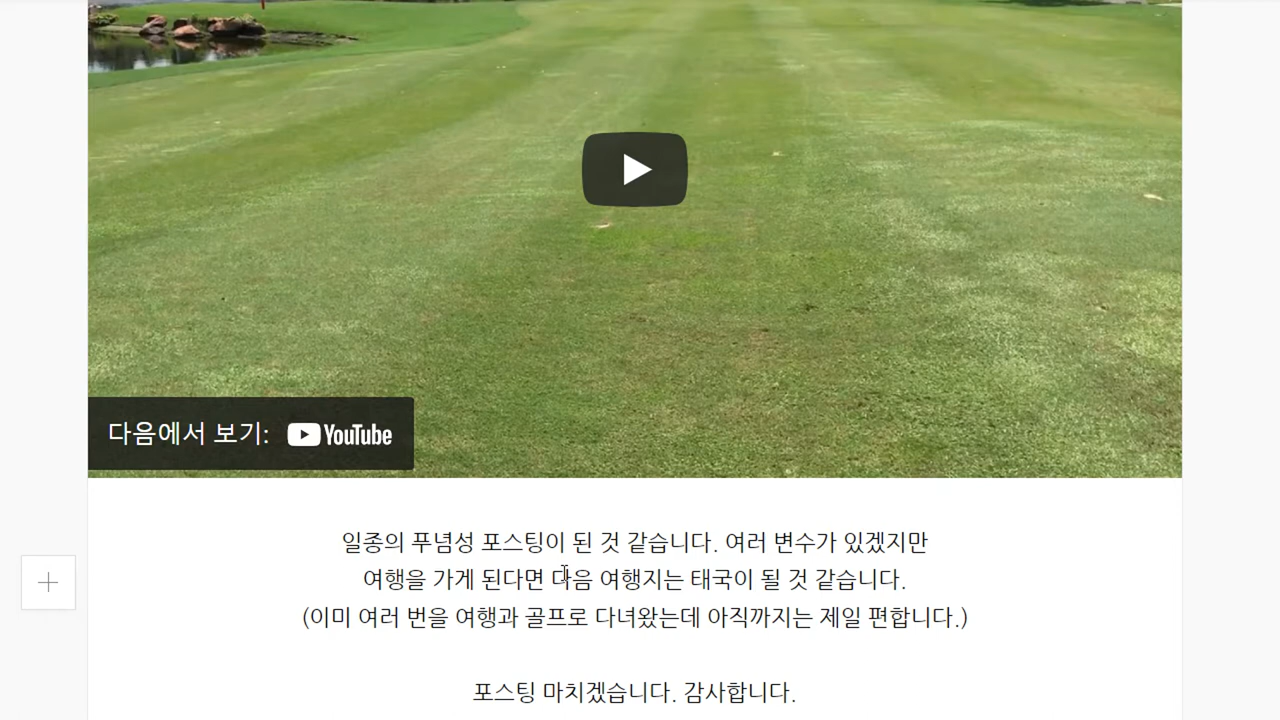 다음에서 보기: YouTube
일종의 푸념성 포스팅이 된 것 같습니다. 여러 변수가 있겠지만
여행을 가게 된다면 다음 여행지는 태국이 될 것 같습니다.
(이미 여러 번을 여행과 골프로 다녀왔는데 아직까지는 제일 편합니다.)
포스팅 마치겠습니다. 감사합니다.